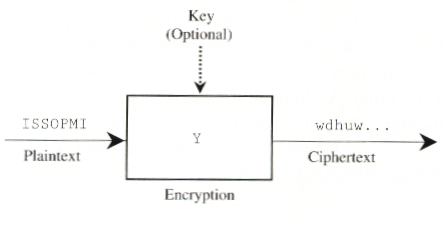 Key
(Optional)
ISSOPMI
Plaintext
Y
wdhuw...
Ciphertext
Encryption